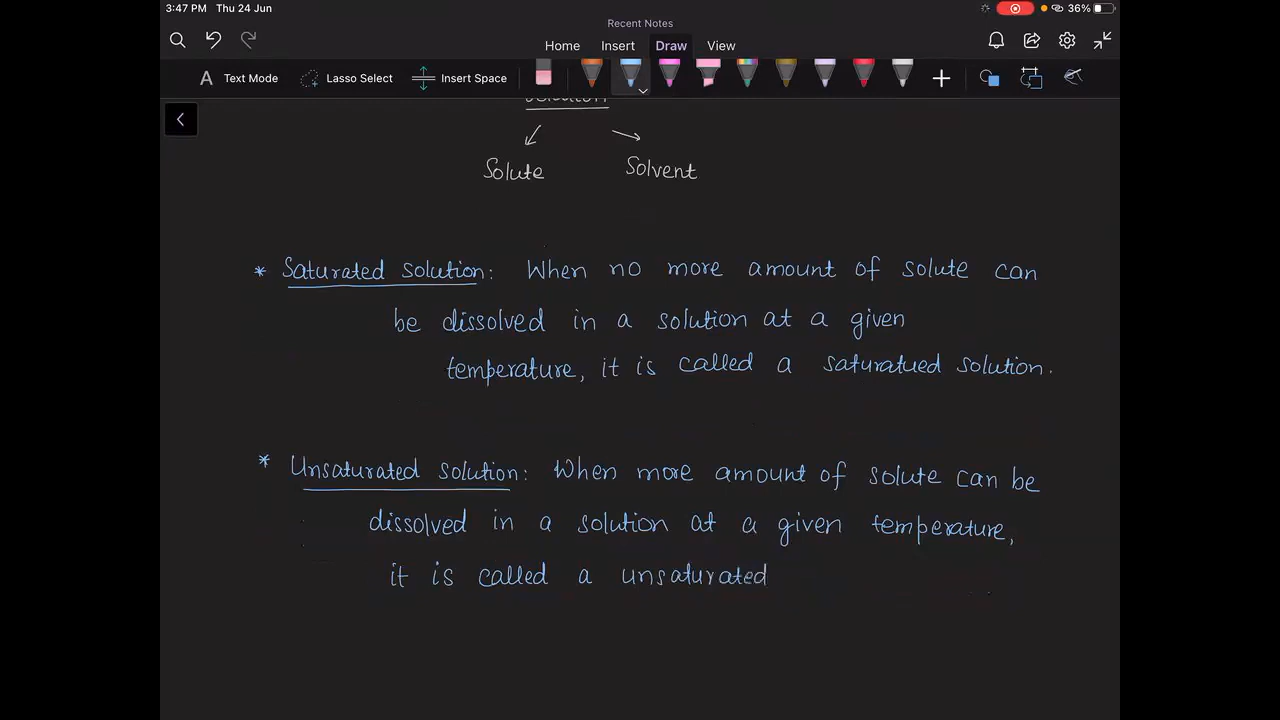 3:47 PM Thu 24 Jun 36%
Recent Notes
Home Insert Draw View
Text Mode Lasso Select Insert Space
Solution
Solute Solvent
* Saturated solution: When no more amount of solute can
be dissolved in a solution at a given
temperature, it is called a saturatued solution.
* Unsaturated solution: When more amount of solute can be
dissolved in a solution at a given temperature,
it is called a unsaturated